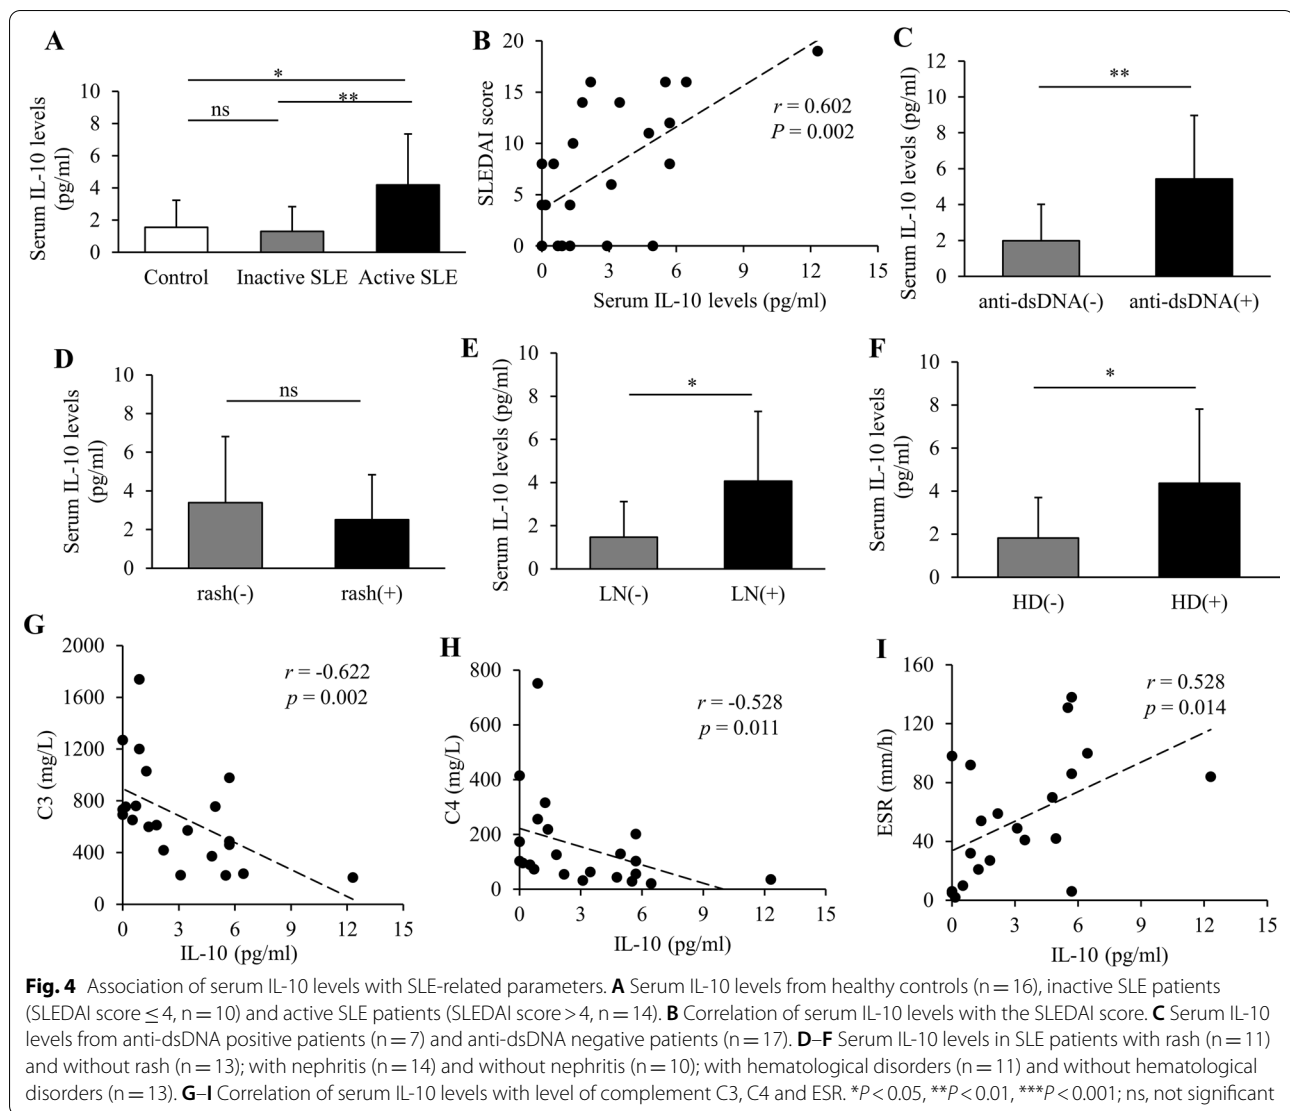 A
Serum IL-10 levels
(pg/ml)
10
8
6
4
2
0
*
ns
**
Control Inactive SLE Active SLE
B
SLEDAI score
20
15
10
5
0
r = 0.602
P = 0.002
0 3 6 9 12 15
Serum IL-10 levels (pg/ml)
C
Serum IL-10 levels (pg/ml)
10
8
6
4
2
0
**
anti-dsDNA(-) anti-dsDNA(+)
D
Serum IL-10 levels
(pg/ml)
10
8
6
4
2
0
ns
rash(-) rash(+)
E
Serum IL-10 levels (pg/ml)
10
8
6
4
2
0
*
LN(-) LN(+)
F
Serum IL-10 levels
(pg/ml)
10
8
6
4
2
0
*
HD(-) HD(+)
G
C3 (mg/L)
2000
1600
1200
800
400
0
r = -0.622
p = 0.002
0 3 6 9 12 15
IL-10 (pg/ml)
H
C4 (mg/L)
800
600
400
200
0
r = -0.528
p = 0.011
0 3 6 9 12 15
IL-10 (pg/ml)
I
ESR (mm/h)
160
120
80
40
0
r = 0.528
p = 0.014
0 3 6 9 12 15
IL-10 (pg/ml)
Fig. 4 Association of serum IL-10 levels with SLE-related parameters. A Serum IL-10 levels from healthy controls (n = 16), inactive SLE patients
(SLEDAI score ≤ 4, n = 10) and active SLE patients (SLEDAI score > 4, n = 14). B Correlation of serum IL-10 levels with the SLEDAI score. C Serum IL-10
levels from anti-dsDNA positive patients (n = 7) and anti-dsDNA negative patients (n = 17). D–F Serum IL-10 levels in SLE patients with rash (n = 11)
and without rash (n = 13); with nephritis (n = 14) and without nephritis (n = 10); with hematological disorders (n = 11) and without hematological
disorders (n = 13). G–I Correlation of serum IL-10 levels with level of complement C3, C4 and ESR. *P < 0.05, **P < 0.01, ***P < 0.001; ns, not significant